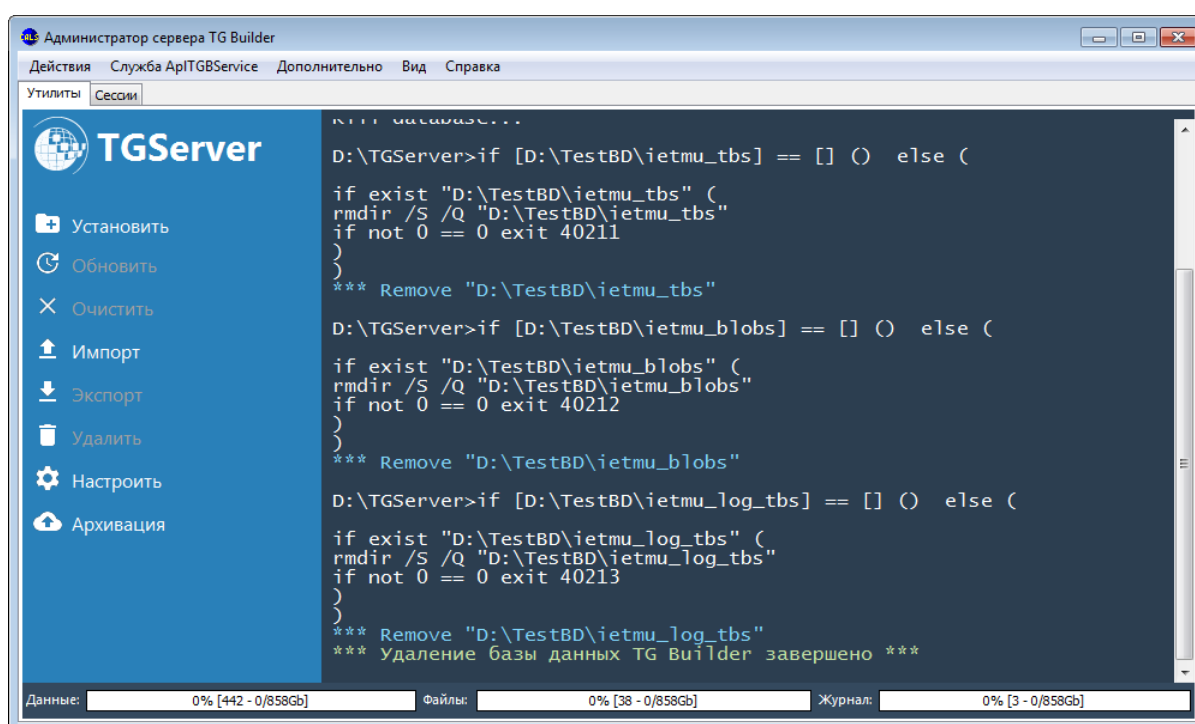 Администратор сервера TG Builder
Действия Служба ApITGBService Дополнительно Вид Справка
Утилиты Сессии
TGServer
Установить
Обновить
Очистить
Импорт
Экспорт
Удалить
Настроить
Архивация
database...
D:\TGServer>if [D:\TestBD\ietmu_tbs] == [] ()  else (
if exist "D:\TestBD\ietmu_tbs" (
rmdir /S /Q "D:\TestBD\ietmu_tbs"
if not 0 == 0 exit 40211
)
)
*** Remove "D:\TestBD\ietmu_tbs"
D:\TGServer>if [D:\TestBD\ietmu_blobs] == [] ()  else (
if exist "D:\TestBD\ietmu_blobs" (
rmdir /S /Q "D:\TestBD\ietmu_blobs"
if not 0 == 0 exit 40212
)
)
*** Remove "D:\TestBD\ietmu_blobs"
D:\TGServer>if [D:\TestBD\ietmu_log_tbs] == [] ()  else (
if exist "D:\TestBD\ietmu_log_tbs" (
rmdir /S /Q "D:\TestBD\ietmu_log_tbs"
if not 0 == 0 exit 40213
)
)
*** Remove "D:\TestBD\ietmu_log_tbs"
*** Удаление базы данных TG Builder завершено ***
Данные: 0% [442 - 0/858Gb] Файлы: 0% [38 - 0/858Gb] Журнал: 0% [3 - 0/858Gb]